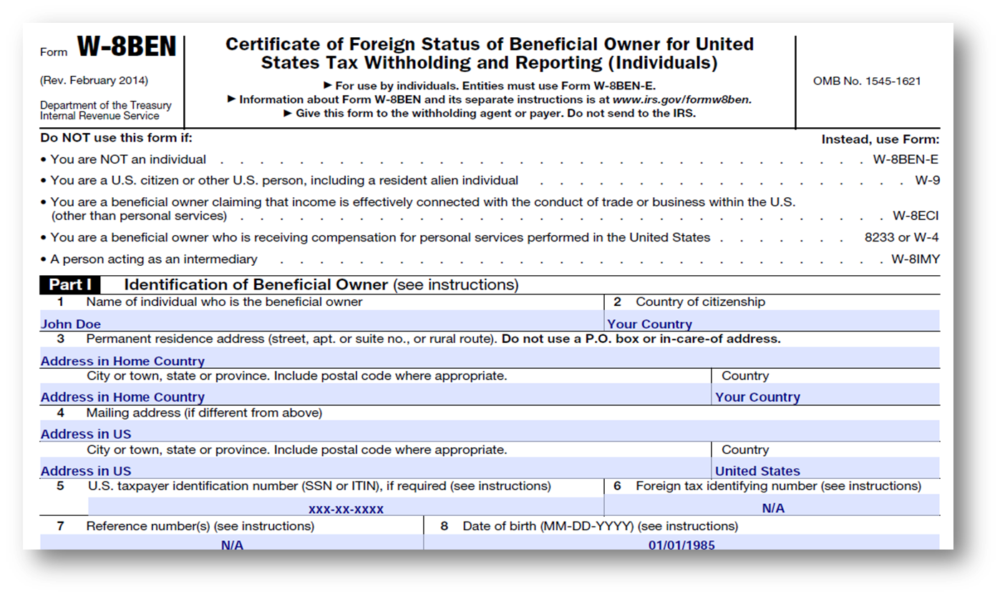 Form W-8BEN
(Rev. February 2014)
Department of the Treasury
Internal Revenue Service
Certificate of Foreign Status of Beneficial Owner for United
States Tax Withholding and Reporting (Individuals)
▶ For use by individuals. Entities must use Form W-8BEN-E.
▶ Information about Form W-8BEN and its separate instructions is at www.irs.gov/formw8ben.
▶ Give this form to the withholding agent or payer. Do not send to the IRS.
OMB No. 1545-1621
Do NOT use this form if: Instead, use Form:
• You are NOT an individual . . . . . . . . . . . . . . . . . . . . . . . . . . . . . . . . . W-8BEN-E
• You are a U.S. citizen or other U.S. person, including a resident alien individual . . . . . . . . . . . . . . . . . . . W-9
• You are a beneficial owner claiming that income is effectively connected with the conduct of trade or business within the U.S.
(other than personal services) . . . . . . . . . . . . . . . . . . . . . . . . . . . . . . . . . W-8ECI
• You are a beneficial owner who is receiving compensation for personal services performed in the United States . . . . . . . 8233 or W-4
• A person acting as an intermediary . . . . . . . . . . . . . . . . . . . . . . . . . . . . . . . W-8IMY
Part I Identification of Beneficial Owner (see instructions)
1 Name of individual who is the beneficial owner 2 Country of citizenship
John Doe Your Country
3 Permanent residence address (street, apt. or suite no., or rural route). Do not use a P.O. box or in-care-of address.
Address in Home Country
City or town, state or province. Include postal code where appropriate. Country
Address in Home Country Your Country
4 Mailing address (if different from above)
Address in US
City or town, state or province. Include postal code where appropriate. Country
Address in US United States
5 U.S. taxpayer identification number (SSN or ITIN), if required (see instructions) 6 Foreign tax identifying number (see instructions)
xxx-xx-xxxx N/A
7 Reference number(s) (see instructions) 8 Date of birth (MM-DD-YYYY) (see instructions)
N/A 01/01/1985